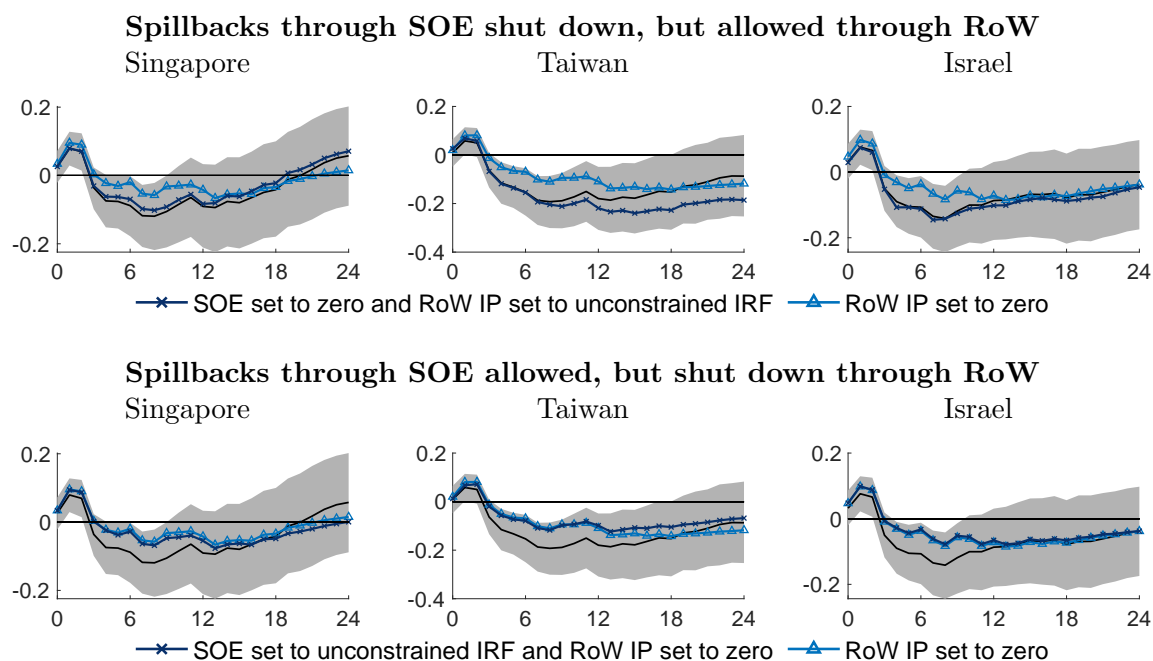 Spillbacks through SOE shut down, but allowed through RoW
Singapore Taiwan Israel
0.2 0.2 0.2
0 0 0
-0.2 -0.2 -0.2
-0.4
0 6 12 18 24 0 6 12 18 24 0 6 12 18 24
SOE set to zero and RoW IP set to unconstrained IRF RoW IP set to zero
Spillbacks through SOE allowed, but shut down through RoW
Singapore Taiwan Israel
0.2 0.2 0.2
0 0 0
-0.2 -0.2 -0.2
-0.4
0 6 12 18 24 0 6 12 18 24 0 6 12 18 24
SOE set to unconstrained IRF and RoW IP set to zero RoW IP set to zero